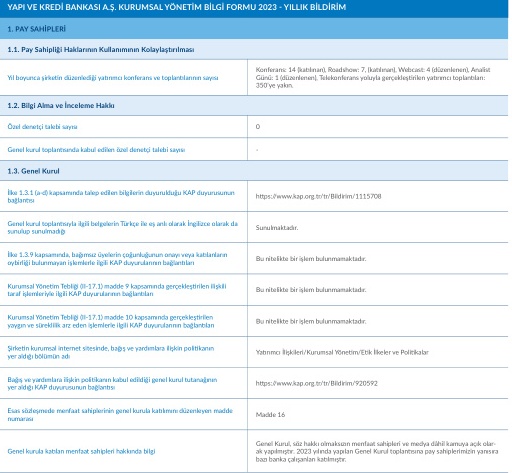 YAPI VE KREDİ BANKASI A.Ş. KURUMSAL YÖNETİM BİLGİ FORMU 2023 - YILLIK BİLDİRİM
1. PAY SAHİPLERİ
1.1. Pay Sahipliği Haklarının Kullanımının Kolaylaştırılması
Yıl boyunca şirketin düzenlediği yatırımcı konferans ve toplantılarının sayısı
Konferans: 14 (katılınan), Roadshow: 7, (katılınan), Webcast: 4 (düzenlenen), Analist
Günü: 1 (düzenlenen), Telekonferans yoluyla gerçekleştirilen yatırımcı toplantıları:
350'ye yakın.
1.2. Bilgi Alma ve İnceleme Hakkı
Özel denetçi talebi sayısı
0
Genel kurul toplantısında kabul edilen özel denetçi talebi sayısı
-
1.3. Genel Kurul
İlke 1.3.1 (a-d) kapsamında talep edilen bilgilerin duyurulduğu KAP duyurusunun
bağlantısı
https://www.kap.org.tr/tr/Bildirim/1115708
Genel kurul toplantısıyla ilgili belgelerin Türkçe ile eş anlı olarak İngilizce olarak da
sunulup sunulmadığı
Sunulmaktadır.
İlke 1.3.9 kapsamında, bağımsız üyelerin çoğunluğunun onayı veya katılanların
oybirliği bulunmayan işlemlerle ilgili KAP duyurularının bağlantıları
Bu nitelikte bir işlem bulunmamaktadır.
Kurumsal Yönetim Tebliği (II-17.1) madde 9 kapsamında gerçekleştirilen ilişkili
taraf işlemleriyle ilgili KAP duyurularının bağlantıları
Bu nitelikte bir işlem bulunmamaktadır.
Kurumsal Yönetim Tebliği (II-17.1) madde 10 kapsamında gerçekleştirilen
yaygın ve süreklilik arz eden işlemlerle ilgili KAP duyurularının bağlantıları
Bu nitelikte bir işlem bulunmamaktadır.
Şirketin kurumsal internet sitesinde, bağış ve yardımlara ilişkin politikanın
yer aldığı bölümün adı
Yatırımcı İlişkileri/Kurumsal Yönetim/Etik İlkeler ve Politikalar
Bağış ve yardımlara ilişkin politikanın kabul edildiği genel kurul tutanağının
yer aldığı KAP duyurusunun bağlantısı
https://www.kap.org.tr/tr/Bildirim/920592
Esas sözleşmede menfaat sahiplerinin genel kurula katılımını düzenleyen madde
numarası
Madde 16
Genel kurula katılan menfaat sahipleri hakkında bilgi
Genel Kurul, söz hakkı olmaksızın menfaat sahipleri ve medya dâhil kamuya açık olar-
ak yapılmıştır. 2023 yılında yapılan Genel Kurul toplantısına pay sahiplerimizin yanısıra
bazı banka çalışanları katılmıştır.